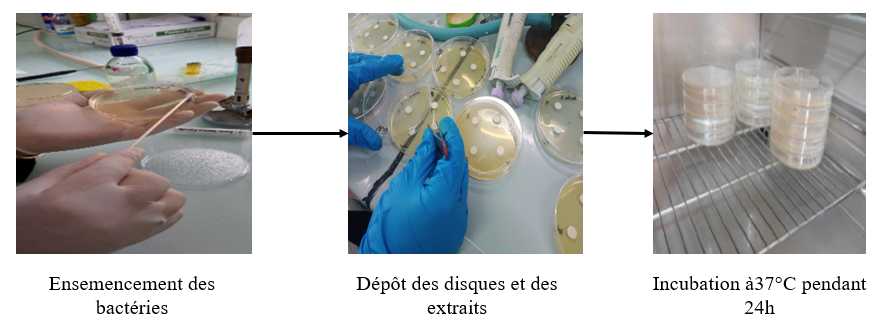 Ensemencement des
bactéries
Dépôt des disques et des
extraits
Incubation à37°C pendant
24h